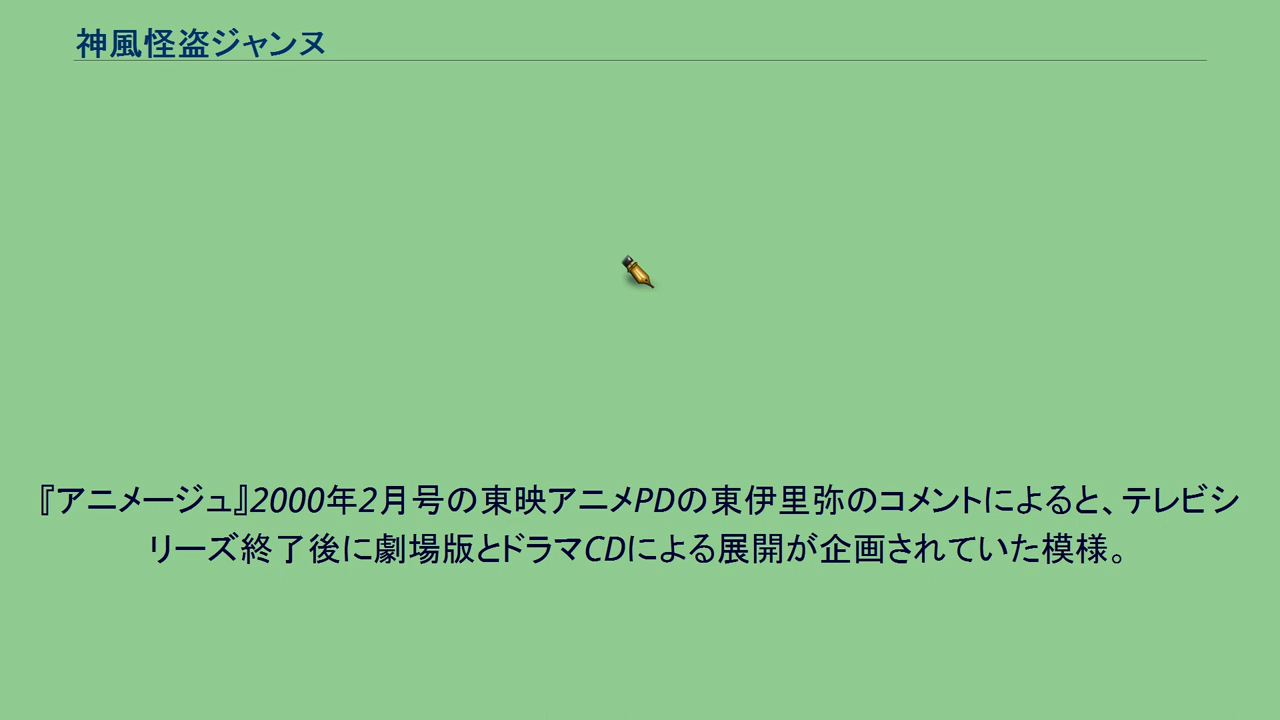 神風怪盗ジャンヌ
『アニメージュ』2000年2月号の東映アニメPDの東伊里弥のコメントによると、テレビシ
リーズ終了後に劇場版とドラマCDによる展開が企画されていた模様。